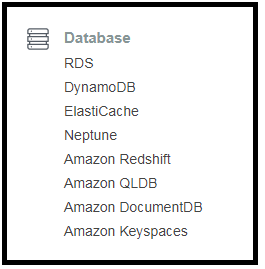 Database
RDS
DynamoDB
ElastiCache
Neptune
Amazon Redshift
Amazon QLDB
Amazon DocumentDB
Amazon Keyspaces